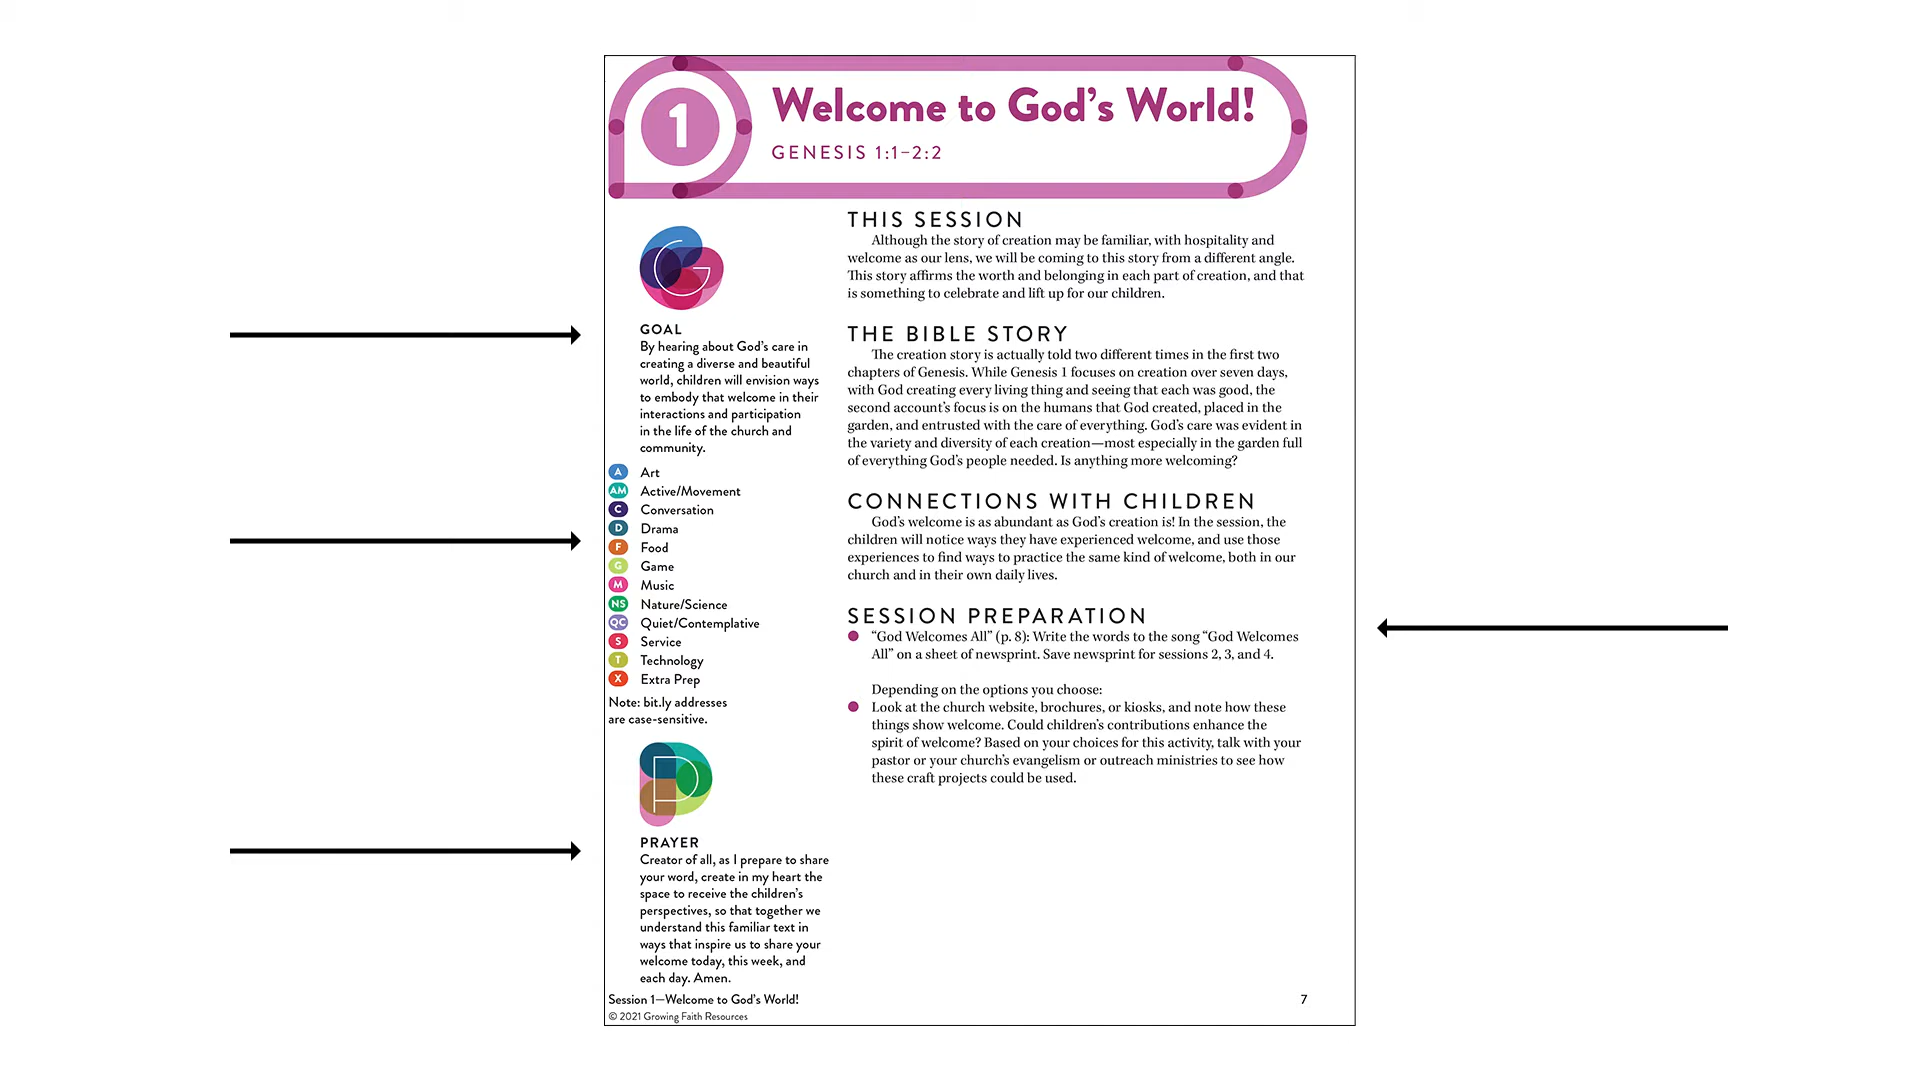 1
Welcome to God’s World!
GENESIS 1:1–2:2
G
GOAL
By hearing about God’s care in
creating a diverse and beautiful
world, children will envision ways
to embody that welcome in their
interactions and participation
in the life of the church and
community.
A Art
AM Active/Movement
C Conversation
D Drama
F Food
G Game
M Music
NS Nature/Science
QC Quiet/Contemplative
S Service
T Technology
X Extra Prep
Note: bit.ly addresses
are case-sensitive.
P
PRAYER
Creator of all, as I prepare to share
your word, create in my heart the
space to receive the children’s
perspectives, so that together we
understand this familiar text in
ways that inspire us to share your
welcome today, this week, and
each day. Amen.
THIS SESSION
Although the story of creation may be familiar, with hospitality and
welcome as our lens, we will be coming to this story from a different angle.
This story affirms the worth and belonging in each part of creation, and that
is something to celebrate and lift up for our children.
THE BIBLE STORY
The creation story is actually told two different times in the first two
chapters of Genesis. While Genesis 1 focuses on creation over seven days,
with God creating every living thing and seeing that each was good, the
second account’s focus is on the humans that God created, placed in the
garden, and entrusted with the care of everything. God’s care was evident in
the variety and diversity of each creation—most especially in the garden full
of everything God’s people needed. Is anything more welcoming?
CONNECTIONS WITH CHILDREN
God’s welcome is as abundant as God’s creation is! In the session, the
children will notice ways they have experienced welcome, and use those
experiences to find ways to practice the same kind of welcome, both in our
church and in their own daily lives.
SESSION PREPARATION
“God Welcomes All” (p. 8): Write the words to the song “God Welcomes
All” on a sheet of newsprint. Save newsprint for sessions 2, 3, and 4.
Depending on the options you choose:
Look at the church website, brochures, or kiosks, and note how these
things show welcome. Could children’s contributions enhance the
spirit of welcome? Based on your choices for this activity, talk with your
pastor or your church’s evangelism or outreach ministries to see how
these craft projects could be used.
Session 1—Welcome to God’s World!
7
© 2021 Growing Faith Resources